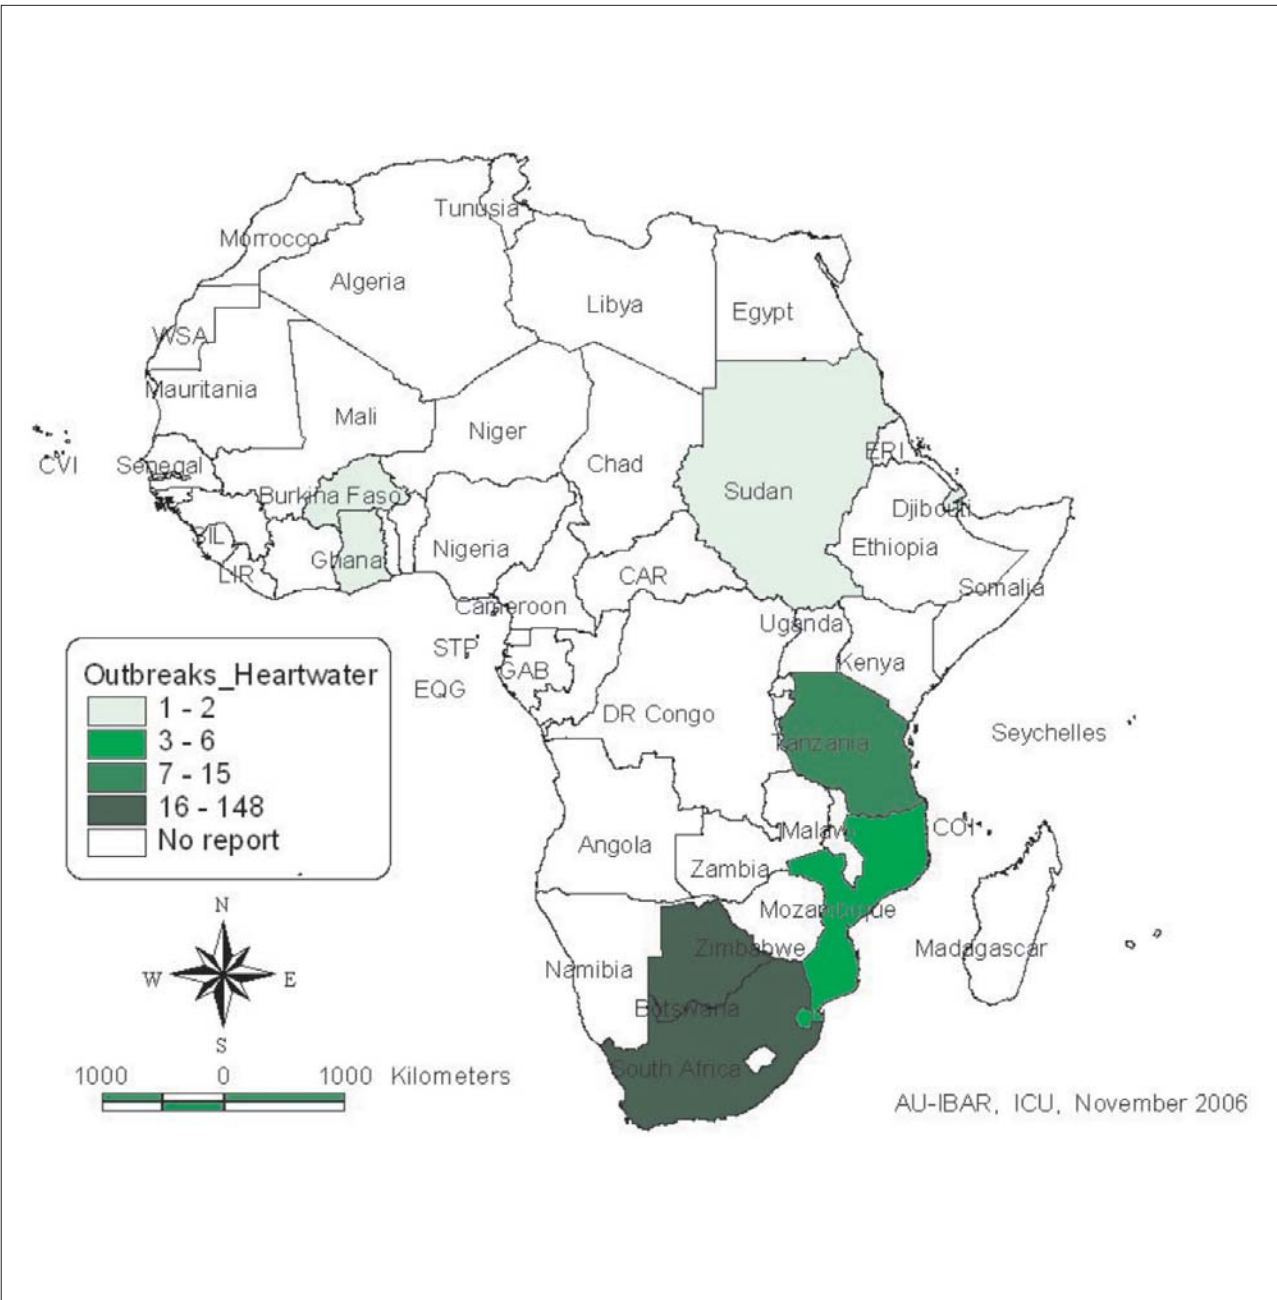 Tunusia
Morrocco
Algeria
Libya
Egypt
WSA
Mauritania
Mali
Niger
Chad
Sudan
ERI
CVI
Senegal
Burkina Faso
Djibouti
SIL
Ghana
Nigeria
Ethiopia
LIR
CAR
Somalia
Cameroon
Uganda
STP
GAB
Kenya
EQG
DR Congo
Seychelles
Tanzania
Outbreaks_Heartwater
1 - 2
3 - 6
7 - 15
16 - 148
No report
Angola
Malawi
COI
Zambia
Mozambique
Zimbabwe
Madagascar
Namibia
Botswana
South Africa
N
W
E
S
1000 0 1000 Kilometers
AU-IBAR, ICU, November 2006